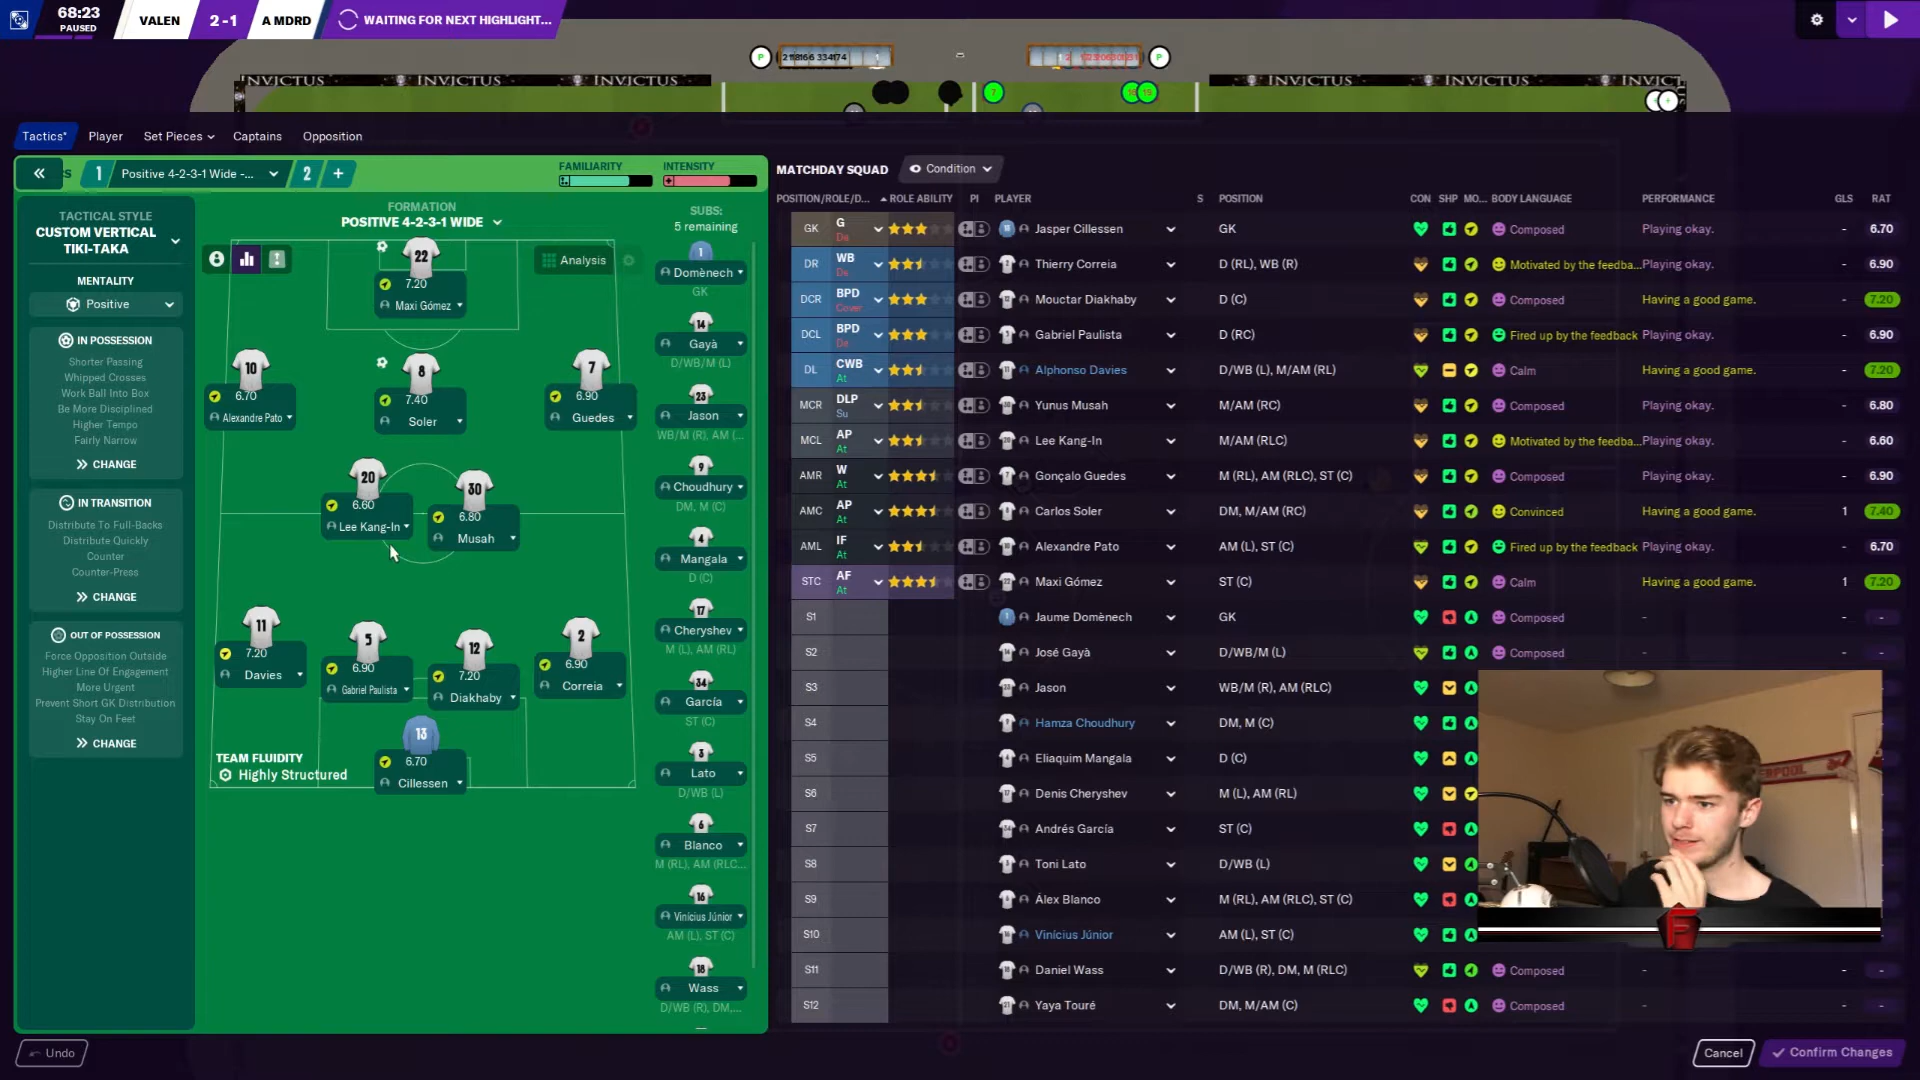 68:23
PAUSED
VALEN
2 - 1
A MDRD
WAITING FOR NEXT HIGHLIGHT...
INVICTUS INVICTUS INVICTUS
INVICTUS INVICTUS
Tactics*
Player
Set Pieces
Captains
Opposition
1
Positive 4-2-3-1 Wide -...
2
+
FAMILIARITY
INTENSITY
TACTICAL STYLE
CUSTOM VERTICAL
TIKI-TAKA
MENTALITY
Positive
IN POSSESSION
Shorter Passing
Whipped Crosses
Work Ball Into Box
Be More Disciplined
Higher Tempo
Fairly Narrow
CHANGE
IN TRANSITION
Distribute To Full-Backs
Distribute Quickly
Counter
Counter-Press
CHANGE
OUT OF POSSESSION
Force Opposition Outside
Higher Line Of Engagement
More Urgent
Prevent Short GK Distribution
Stay On Feet
CHANGE
FORMATION
POSITIVE 4-2-3-1 WIDE
Analysis
22
7.20
Maxi Gómez
10
6.70
Alexandre Pato
8
7.40
Soler
7
6.90
Guedes
20
6.60
Lee Kang-In
30
6.80
Musah
11
7.20
Davies
5
6.90
Gabriel Paulista
12
7.20
Diakhaby
2
6.90
Correia
13
6.70
Cillessen
TEAM FLUIDITY
Highly Structured
SUBS:
5 remaining
1
Domènech
GK
14
Gayà
D/WB/M (L)
23
Jason
WB/M (R), AM (...
9
Choudhury
DM, M (C)
4
Mangala
D (C)
17
Cheryshev
M (L), AM (RL)
34
García
ST (C)
3
Lato
D/WB (L)
6
Blanco
M (RL), AM (RLC...
16
Vinícius Júnior
AM (L), ST (C)
18
Wass
D/WB (R), DM,...
MATCHDAY SQUAD
Condition
POSITION/ROLE/D... ROLE ABILITY PI PLAYER S POSITION CON SHP MO... BODY LANGUAGE PERFORMANCE GLS RAT
GK G De Jasper Cillessen GK Composed Playing okay. - 6.70
DR WB De Thierry Correia D (RL), WB (R) Motivated by the feedba... Playing okay. - 6.90
DCR BPD Cover Mouctar Diakhaby D (C) Composed Having a good game. - 7.20
DCL BPD De Gabriel Paulista D (RC) Fired up by the feedback Playing okay. - 6.90
DL CWB At Alphonso Davies D/WB (L), M/AM (RL) Calm Having a good game. - 7.20
MCR DLP Su Yunus Musah M/AM (RC) Composed Playing okay. - 6.80
MCL AP At Lee Kang-In M/AM (RLC) Motivated by the feedba... Playing okay. - 6.60
AMR W At Gonçalo Guedes M (RL), AM (RLC), ST (C) Composed Playing okay. - 6.90
AMC AP At Carlos Soler DM, M/AM (RC) Convinced Having a good game. 1 7.40
AML IF At Alexandre Pato AM (L), ST (C) Fired up by the feedback Playing okay. - 6.70
STC AF At Maxi Gómez ST (C) Calm Having a good game. 1 7.20
S1 Jaume Domènech GK Composed - - -
S2 José Gayà D/WB/M (L) Composed - - -
S3 Jason WB/M (R), AM (RLC)
S4 Hamza Choudhury DM, M (C)
S5 Eliaquim Mangala D (C)
S6 Denis Cheryshev M (L), AM (RL)
S7 Andrés García ST (C)
S8 Toni Lato D/WB (L)
S9 Álex Blanco M (RL), AM (RLC), ST (C)
S10 Vinícius Júnior AM (L), ST (C)
S11 Daniel Wass D/WB (R), DM, M (RLC) Composed - - -
S12 Yaya Touré DM, M/AM (C) Composed - - -
Undo
Cancel
Confirm Changes